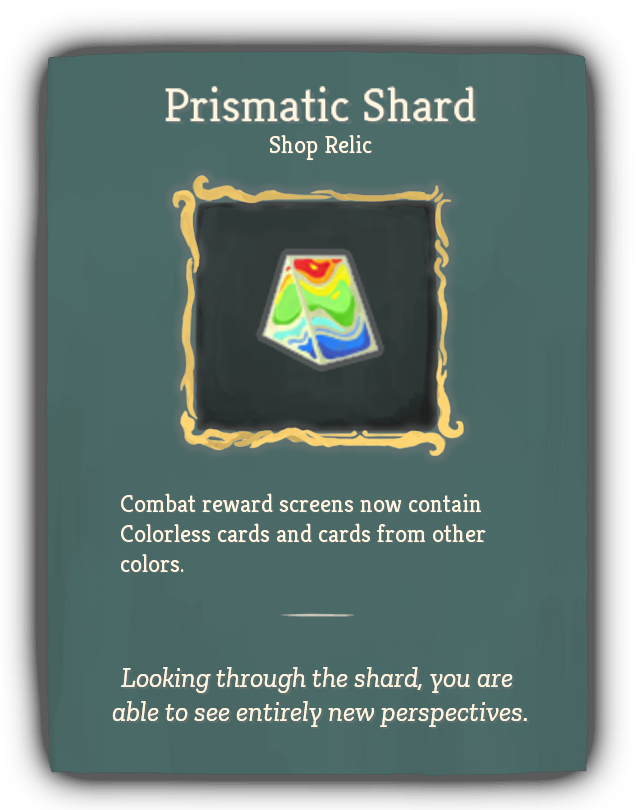 Prismatic Shard
Shop Relic
Combat reward screens now contain
Colorless cards and cards from other
colors.
Looking through the shard, you are
able to see entirely new perspectives.